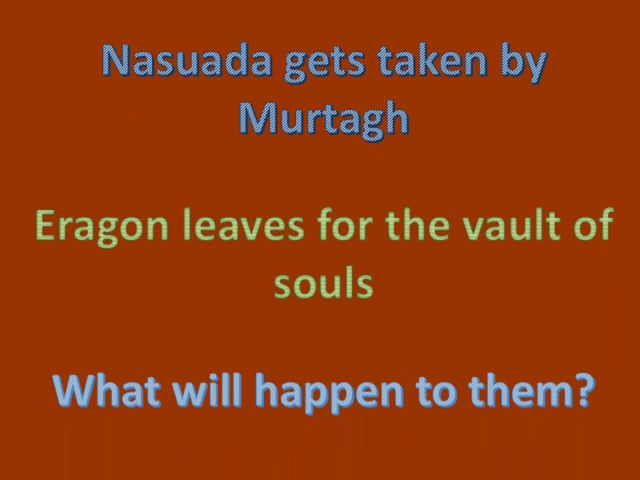 Nasuada gets taken by
Murtagh
Eragon leaves for the vault of
souls
What will happen to them?